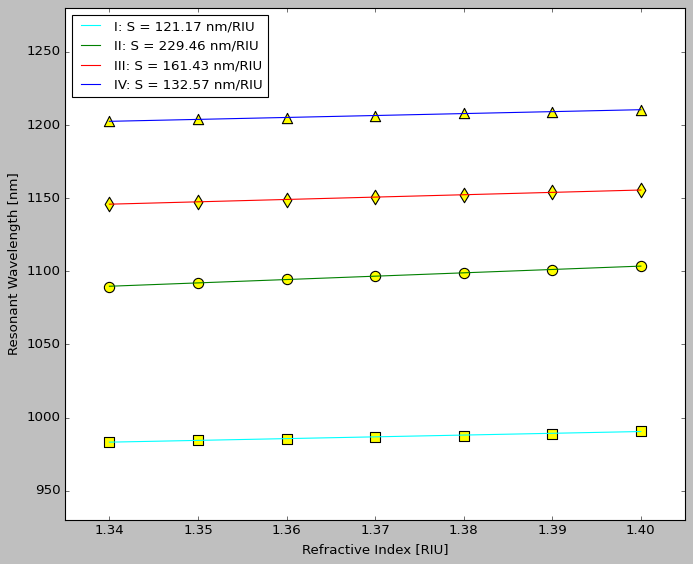 I: S = 121.17 nm/RIU
II: S = 229.46 nm/RIU
III: S = 161.43 nm/RIU
IV: S = 132.57 nm/RIU
Resonant Wavelength [nm]
1250
1200
1150
1100
1050
1000
950
1.34 1.35 1.36 1.37 1.38 1.39 1.40
Refractive Index [RIU]